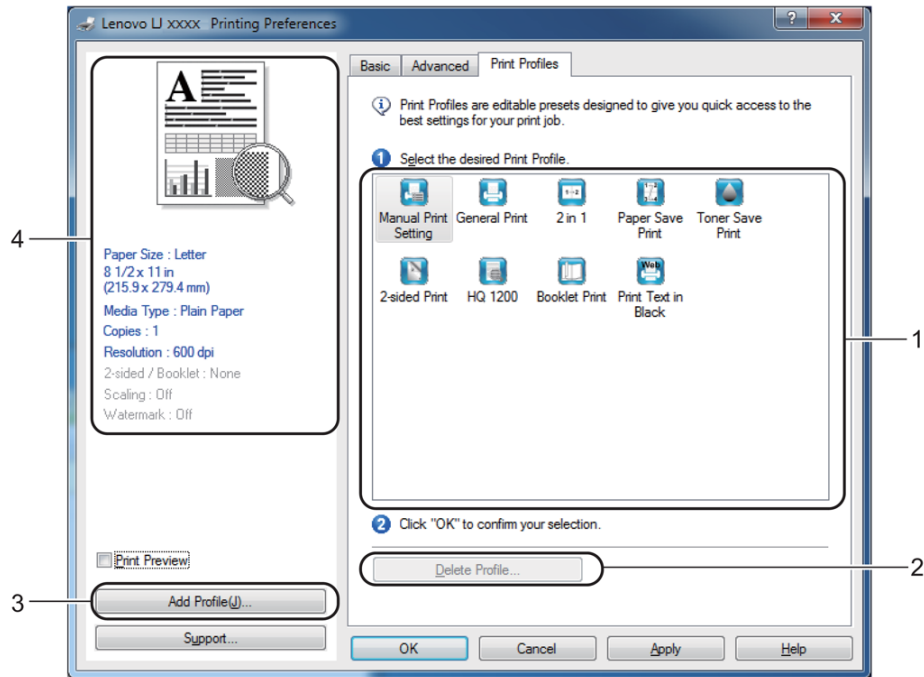 Lenovo LJ xxxx Printing Preferences
?
X
A
Paper Size : Letter
8 1/2 x 11 in
(215.9 x 279.4 mm)
Media Type : Plain Paper
Copies : 1
Resolution : 600 dpi
2-sided / Booklet : None
Scaling : Off
Watermark : Off
Print Preview
Add Profile(J)...
Support...
Basic
Advanced
Print Profiles
i
Print Profiles are editable presets designed to give you quick access to the
best settings for your print job.
1 Select the desired Print Profile.
Manual Print
Setting
General Print
2 in 1
Paper Save
Print
Toner Save
Print
2-sided Print
HQ 1200
Booklet Print
Web
Print Text in
Black
2 Click "OK" to confirm your selection.
Delete Profile...
OK
Cancel
Apply
Help
4
3
1
2